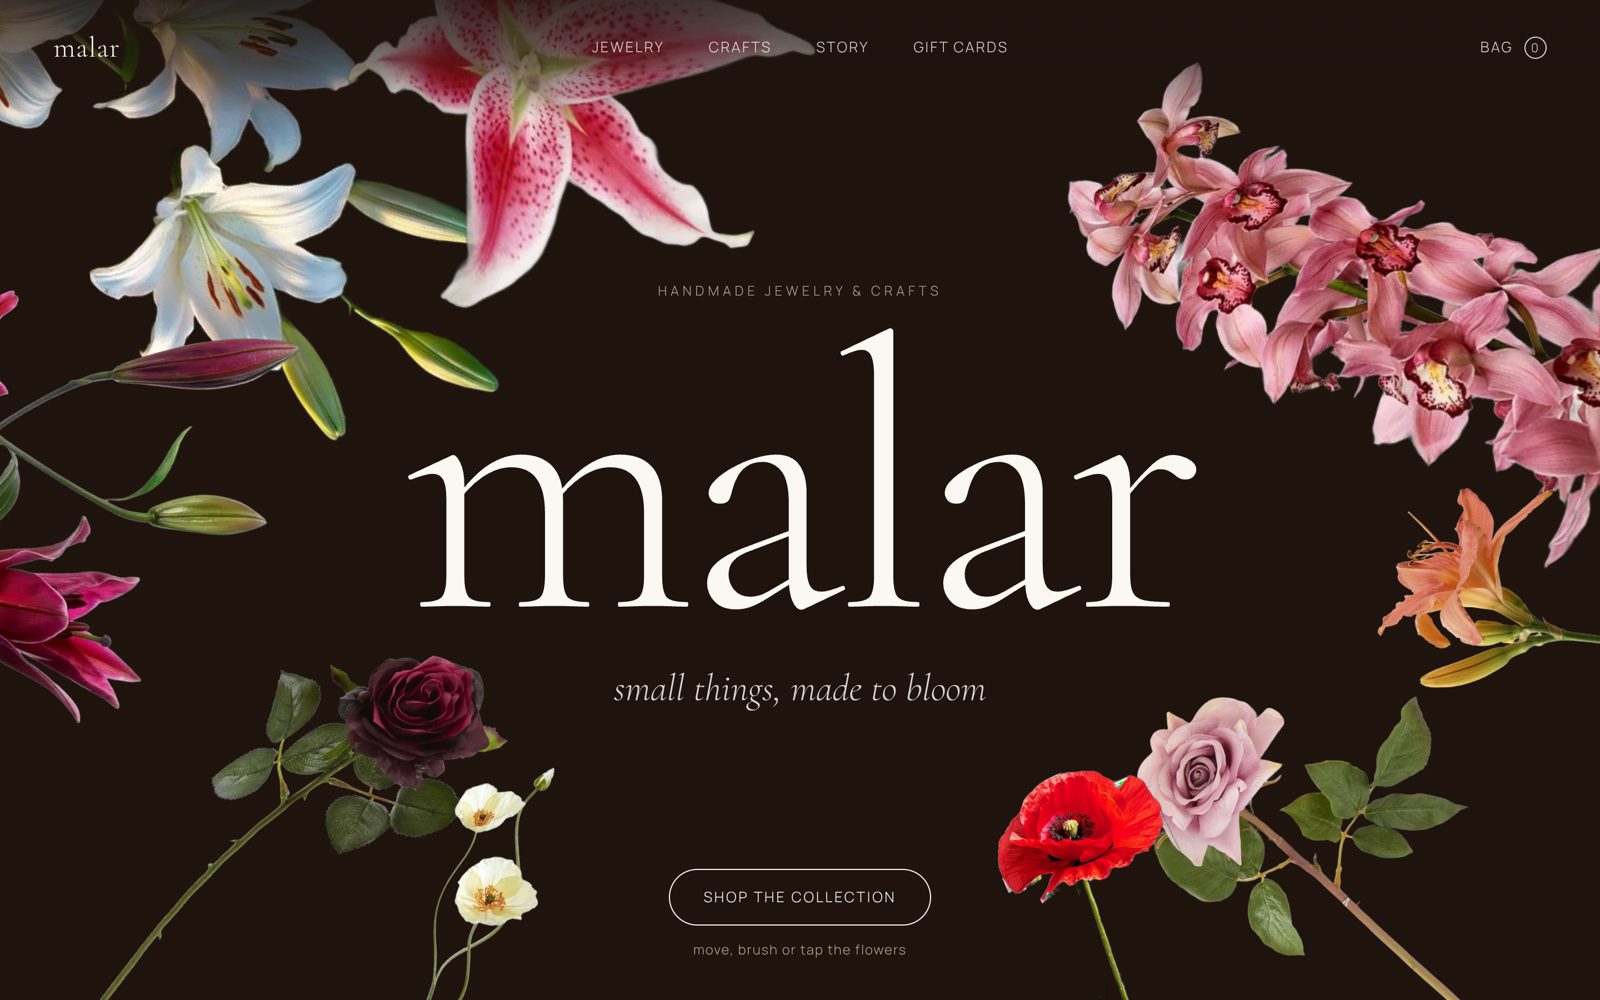 malar
JEWELRY CRAFTS STORY GIFT CARDS
BAG 0
HANDMADE JEWELRY & CRAFTS
malar
small things, made to bloom
SHOP THE COLLECTION
move, brush or tap the flowers